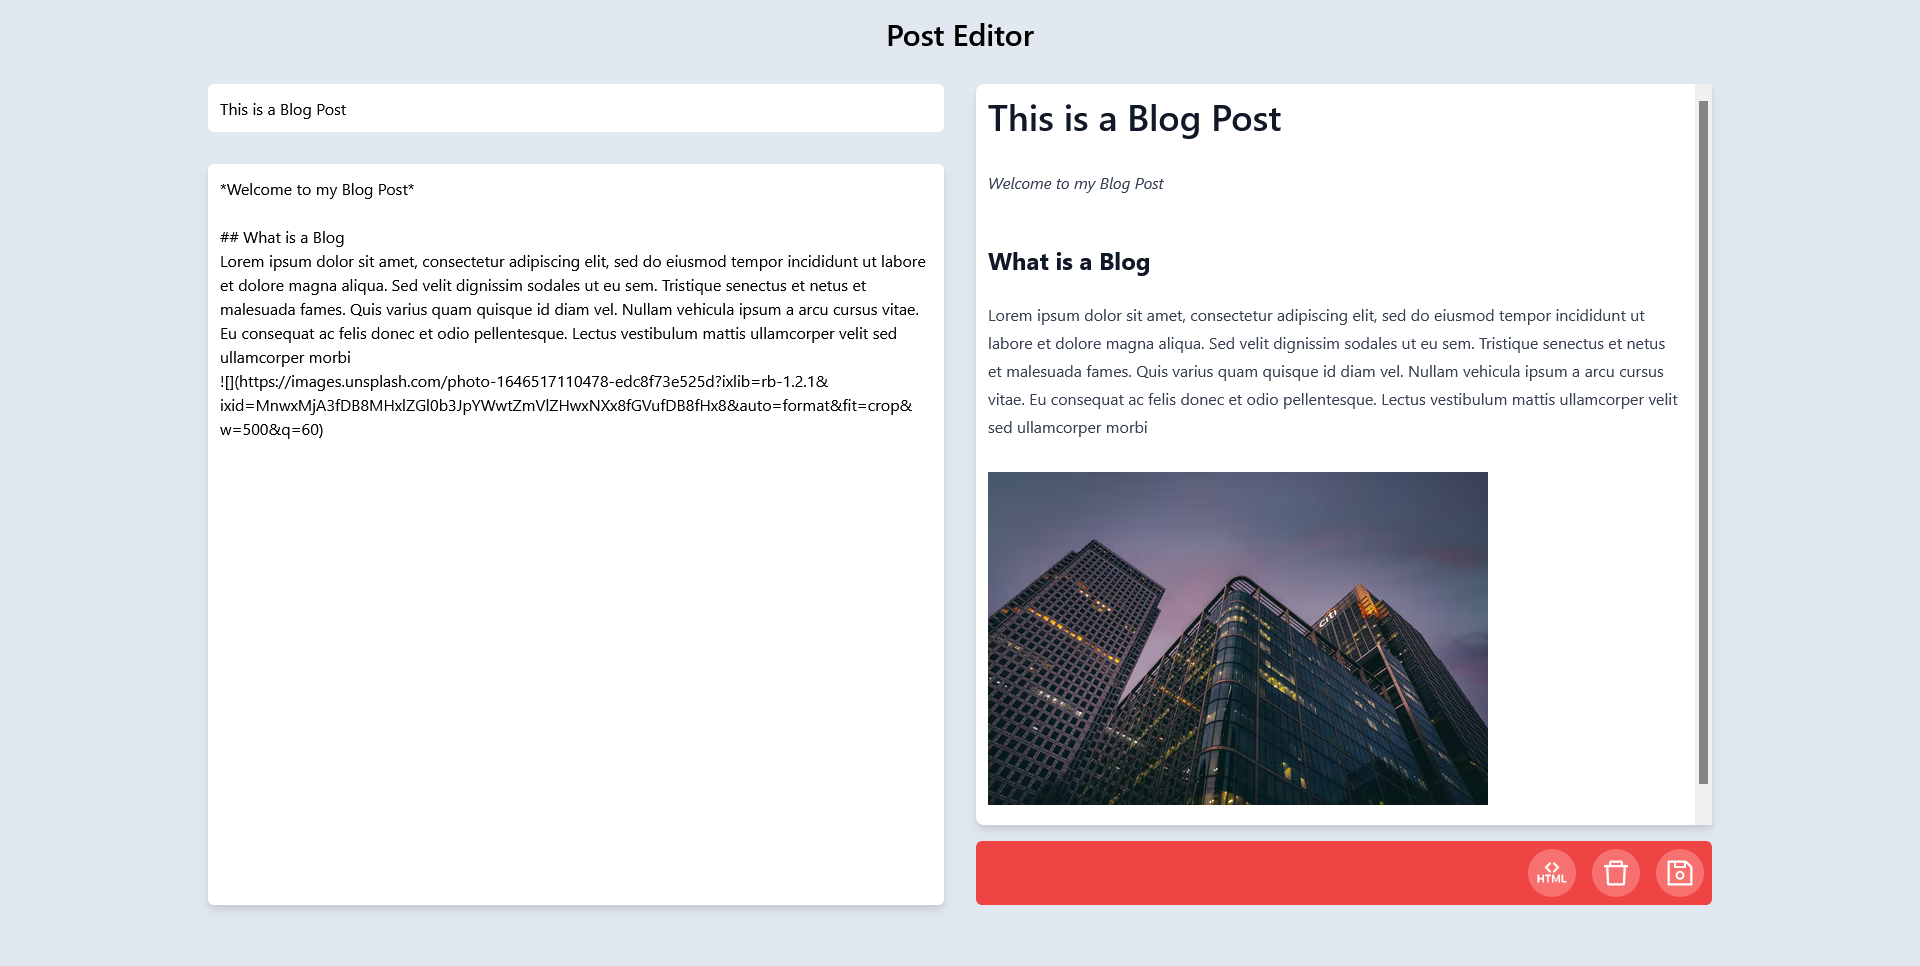 Post Editor
This is a Blog Post
*Welcome to my Blog Post*
## What is a Blog
Lorem ipsum dolor sit amet, consectetur adipiscing elit, sed do eiusmod tempor incididunt ut labore
et dolore magna aliqua. Sed velit dignissim sodales ut eu sem. Tristique senectus et netus et
malesuada fames. Quis varius quam quisque id diam vel. Nullam vehicula ipsum a arcu cursus vitae.
Eu consequat ac felis donec et odio pellentesque. Lectus vestibulum mattis ullamcorper velit sed
ullamcorper morbi
![](https://images.unsplash.com/photo-1646517110478-edc8f73e525d?ixlib=rb-1.2.1&
ixid=MnwxMjA3fDB8MHxlZGl0b3JpYWwtZmVlZHwxNXx8fGVufDB8fHx8&auto=format&fit=crop&
w=500&q=60)
This is a Blog Post
Welcome to my Blog Post
What is a Blog
Lorem ipsum dolor sit amet, consectetur adipiscing elit, sed do eiusmod tempor incididunt ut
labore et dolore magna aliqua. Sed velit dignissim sodales ut eu sem. Tristique senectus et netus
et malesuada fames. Quis varius quam quisque id diam vel. Nullam vehicula ipsum a arcu cursus
vitae. Eu consequat ac felis donec et odio pellentesque. Lectus vestibulum mattis ullamcorper velit
sed ullamcorper morbi
citi
<> HTML